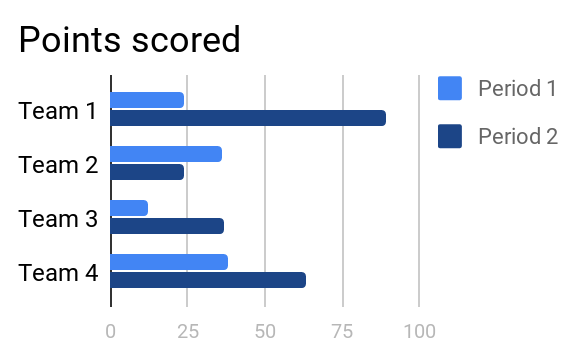 Points scored
Team 1
Team 2
Team 3
Team 4
Period 1
Period 2
0 25 50 75 100